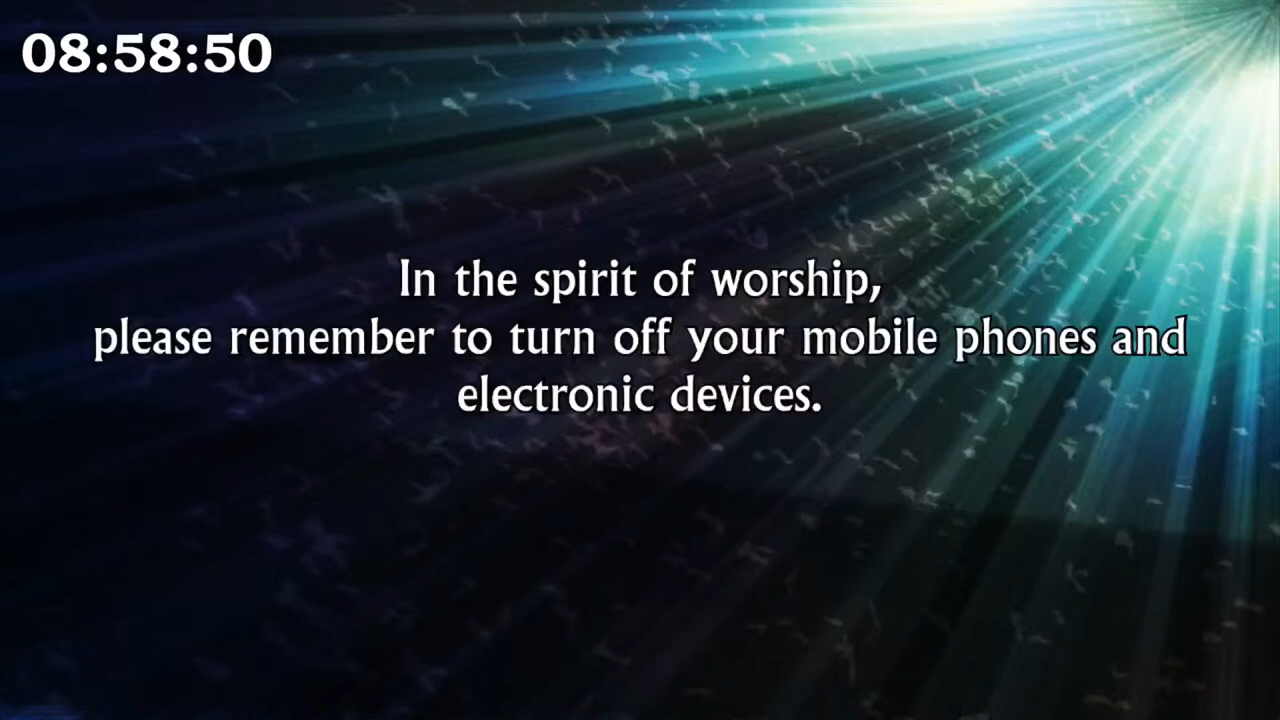 08:58:50
In the spirit of worship,
please remember to turn off your mobile phones and
electronic devices.